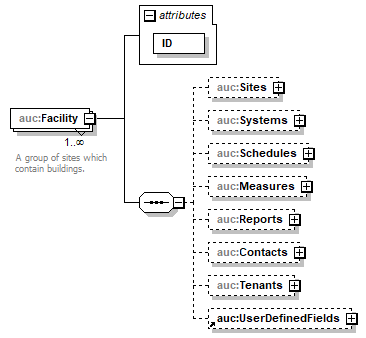 attributes
ID
auc:Facility
1..∞
A group of sites which
contain buildings.
auc:Sites
auc:Systems
auc:Schedules
auc:Measures
auc:Reports
auc:Contacts
auc:Tenants
auc:UserDefinedFields